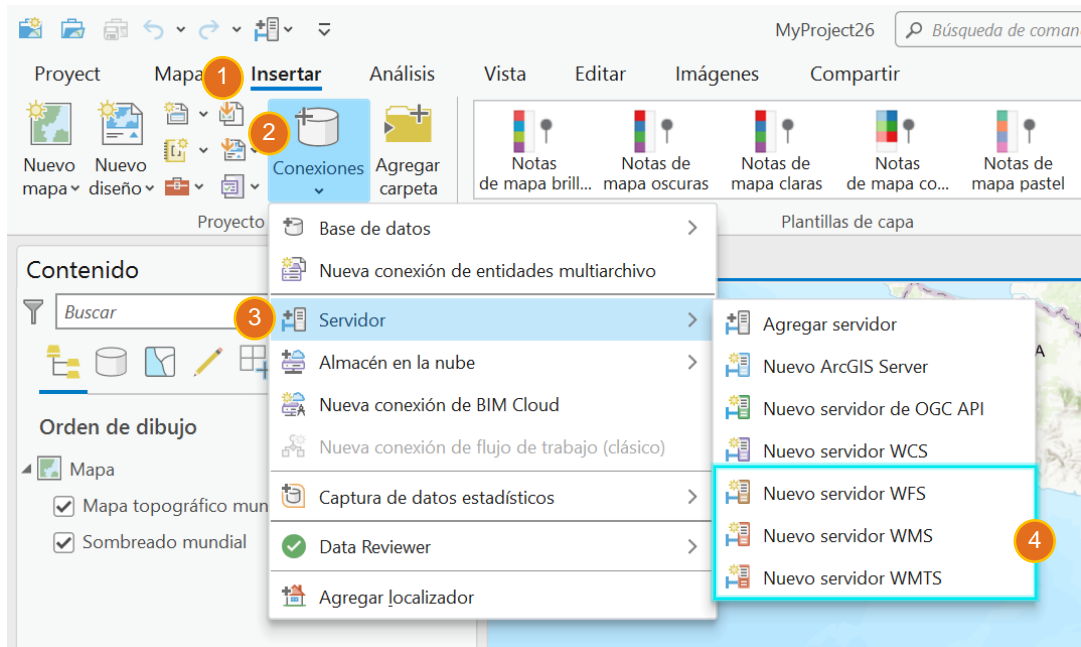 MyProject26
Búsqueda de coman
Proyect Mapa 1 Insertar Análisis Vista Editar Imágenes Compartir
2
Nuevo mapa
Nuevo diseño
Conexiones
Agregar carpeta
Notas de mapa brill...
Notas de mapa oscuras
Notas de mapa claras
Notas de mapa co...
Notas de mapa pastel
Proyecto
Plantillas de capa
Contenido
Buscar
Orden de dibujo
Mapa
Mapa topográfico mun
Sombreado mundial
Base de datos
Nueva conexión de entidades multiarchivo
3 Servidor
Almacén en la nube
Nueva conexión de BIM Cloud
Nueva conexión de flujo de trabajo (clásico)
Captura de datos estadísticos
Data Reviewer
Agregar localizador
Agregar servidor
Nuevo ArcGIS Server
Nuevo servidor de OGC API
Nuevo servidor WCS
Nuevo servidor WFS
Nuevo servidor WMS
Nuevo servidor WMTS
4
A